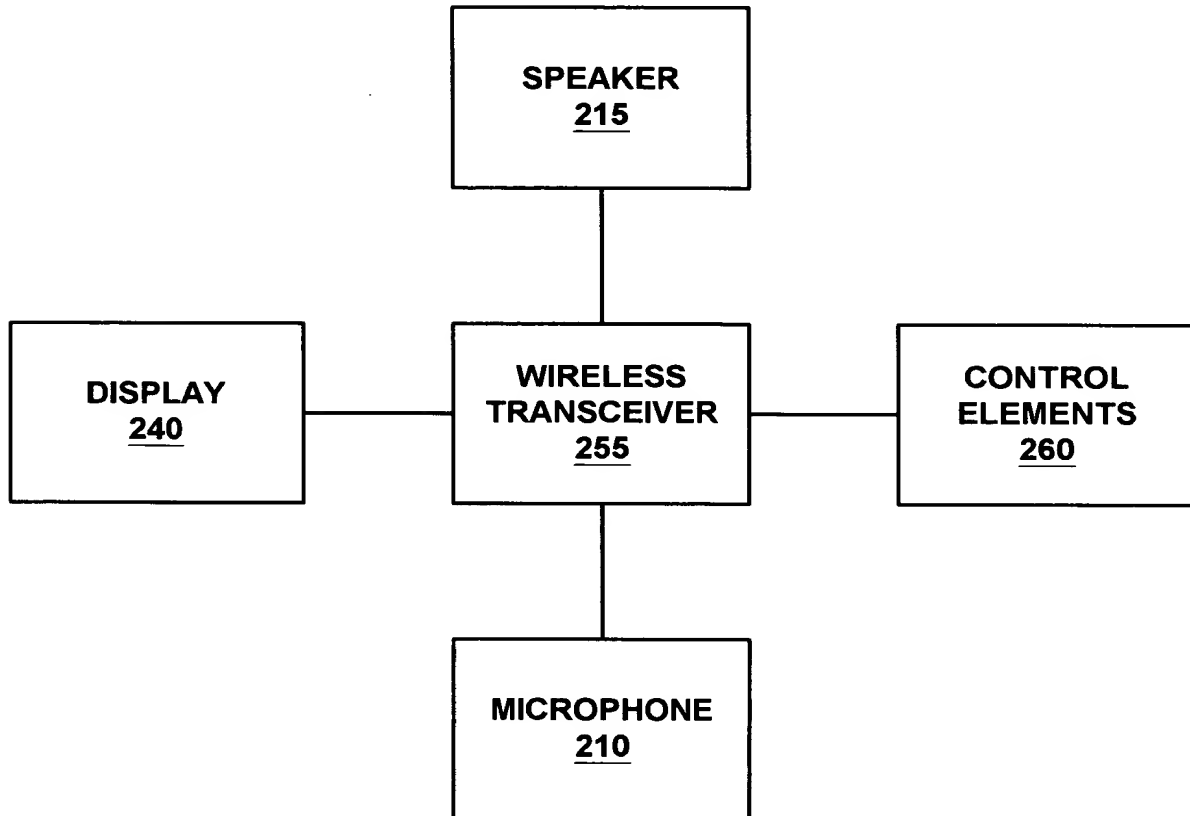 SPEAKER
215
DISPLAY
240
WIRELESS
TRANSCEIVER
255
CONTROL
ELEMENTS
260
MICROPHONE
210